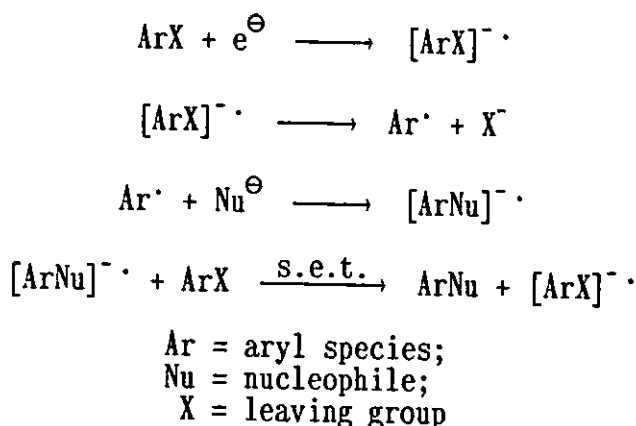 ArX + e⊖ ⟶ [ArX]⁻·
[ArX]⁻· ⟶ Ar· + X⁻
Ar· + Nu⊖ ⟶ [ArNu]⁻·
[ArNu]⁻· + ArX s.e.t.⟶ ArNu + [ArX]⁻·
Ar = aryl species;
Nu = nucleophile;
X = leaving group